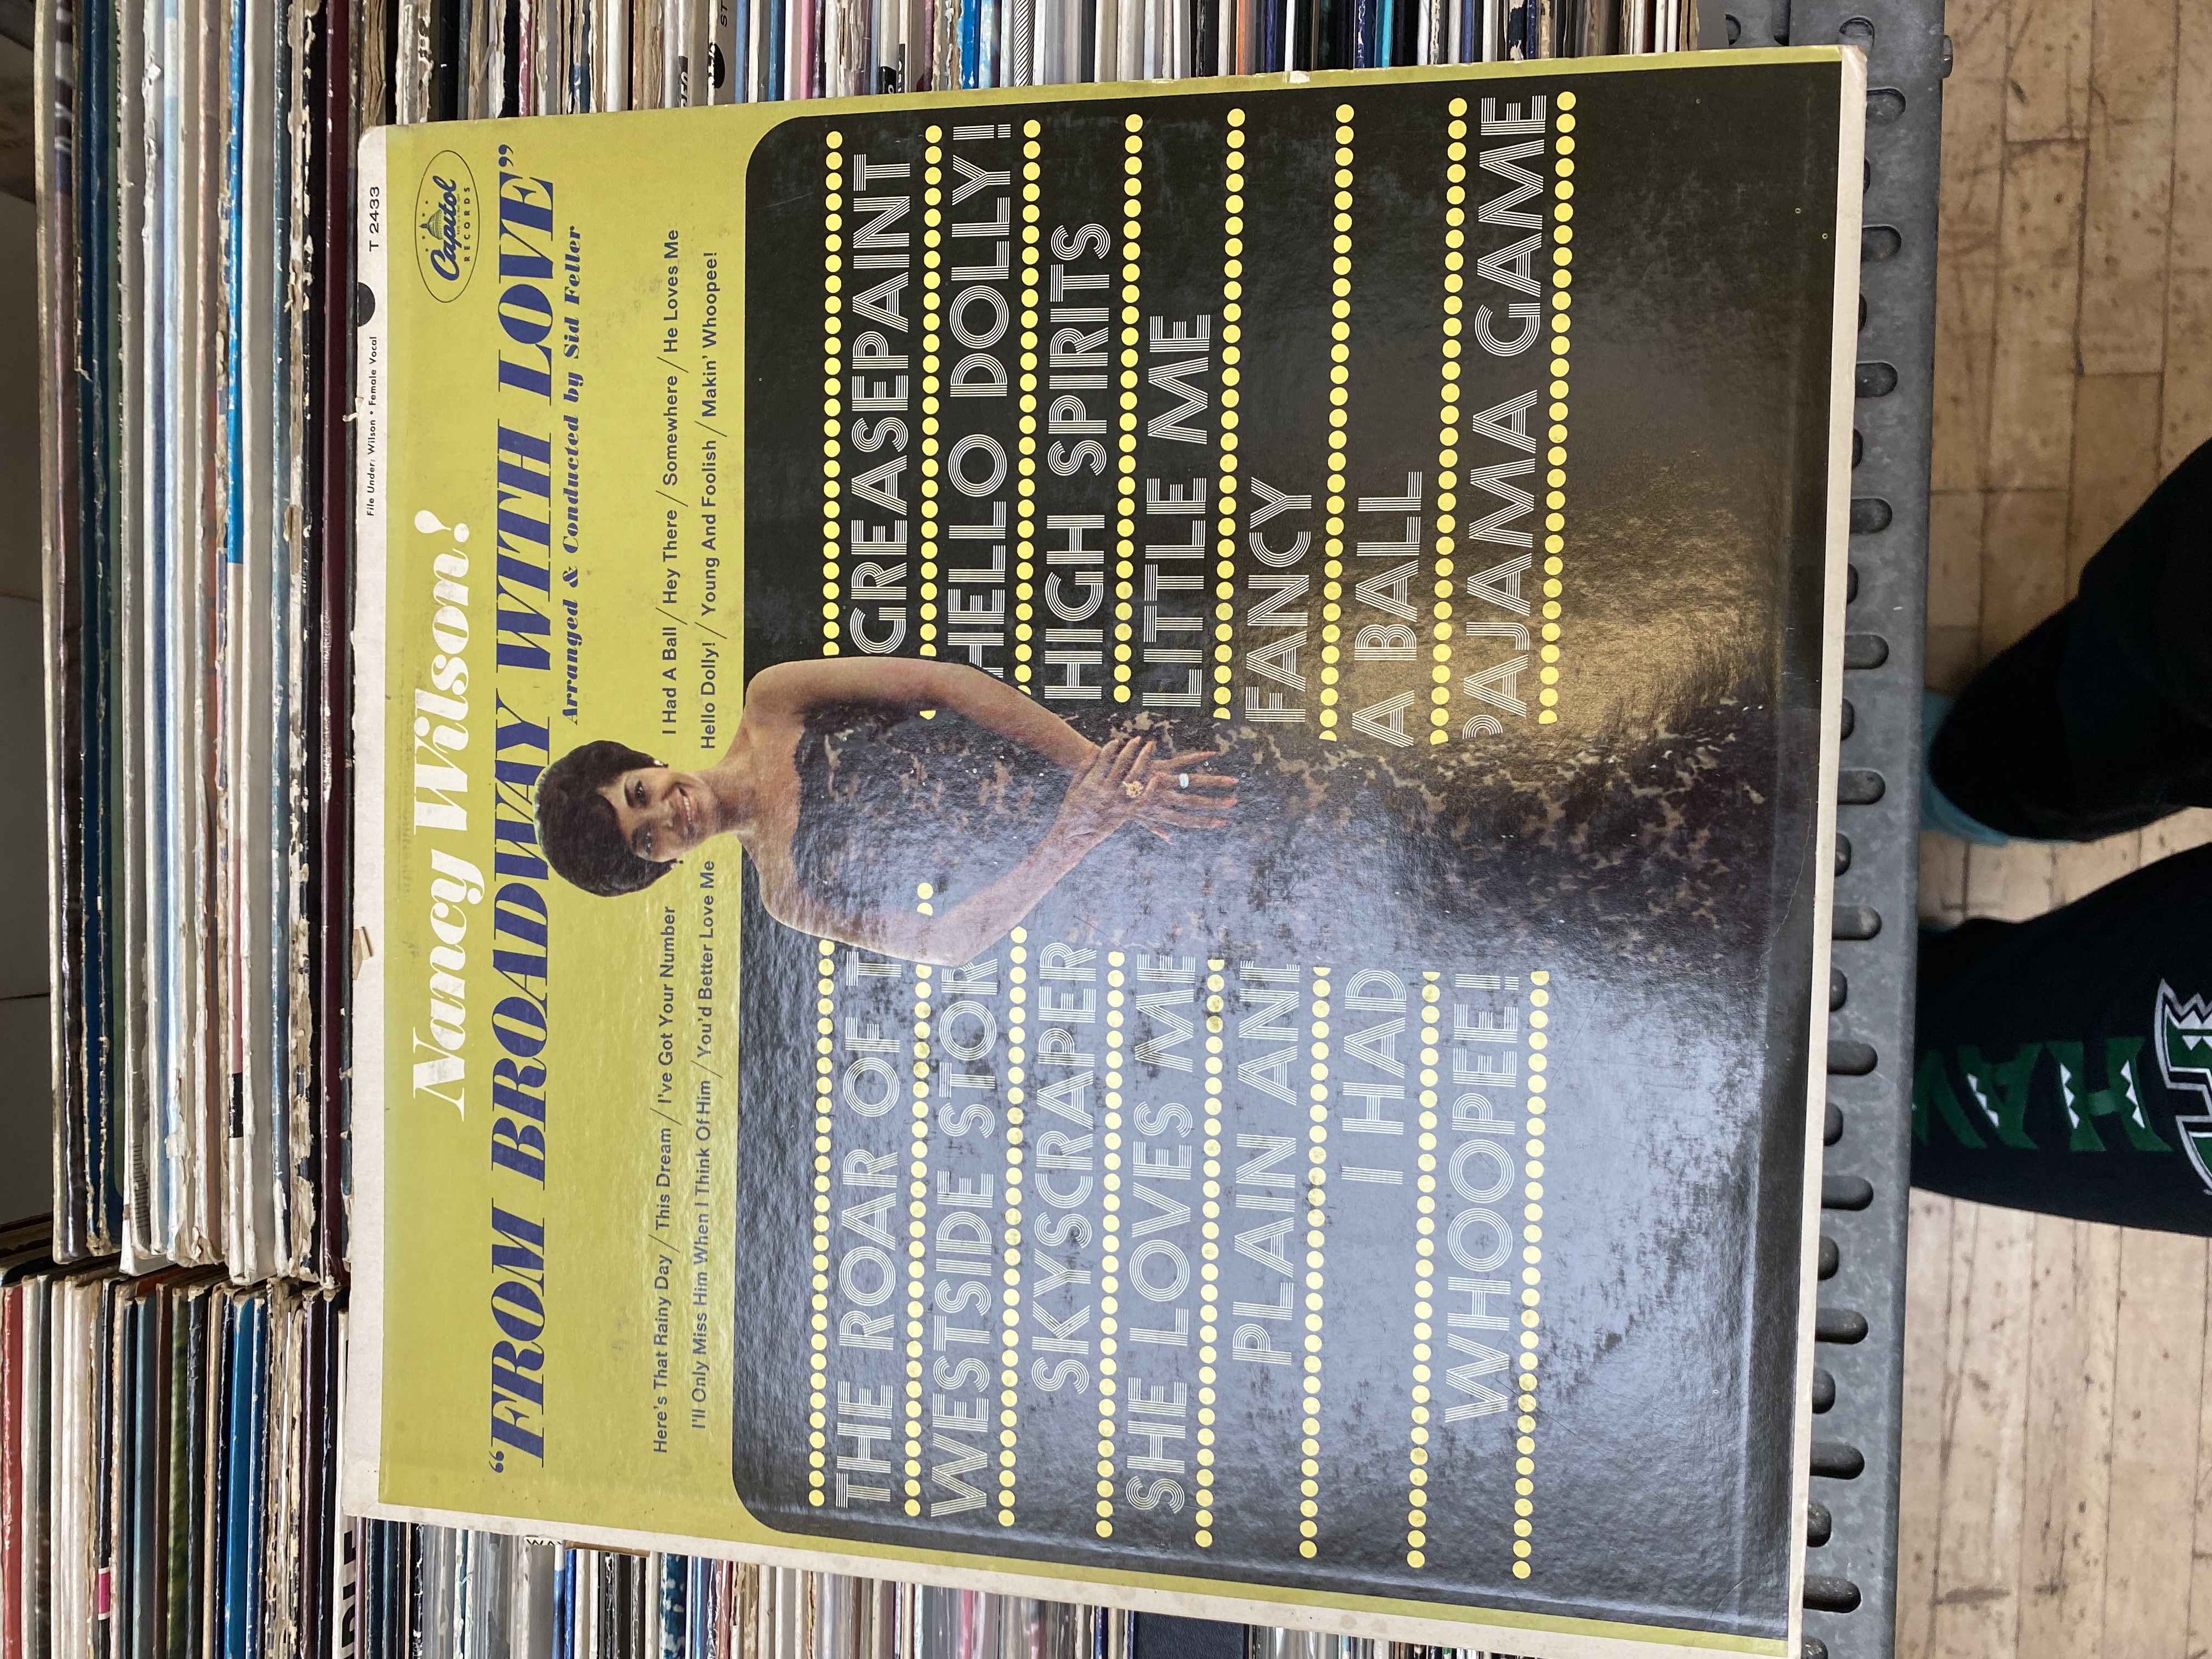 File Under: Wilson • Female Vocal
T 2433
Nancy Wilson!
Capitol
RECORDS
“FROM BROADWAY WITH LOVE”
Arranged & Conducted by Sid Feller
Here's That Rainy Day / This Dream / I've Got Your Number
I'll Only Miss Him When I Think Of Him / You'd Better Love Me
I Had A Ball / Hey There / Somewhere / He Loves Me
Hello Dolly! / Young And Foolish / Makin' Whoopee!
THE ROAR OF T GREASEPAINT
WESTSIDE STOR HELLO DOLLY!
SKYSCRAPER HIGH SPIRITS
SHE LOVES ME LITTLE ME
PLAIN AND FANCY
I HAD A BALL
WHOOPEE! PAJAMA GAME
HAW